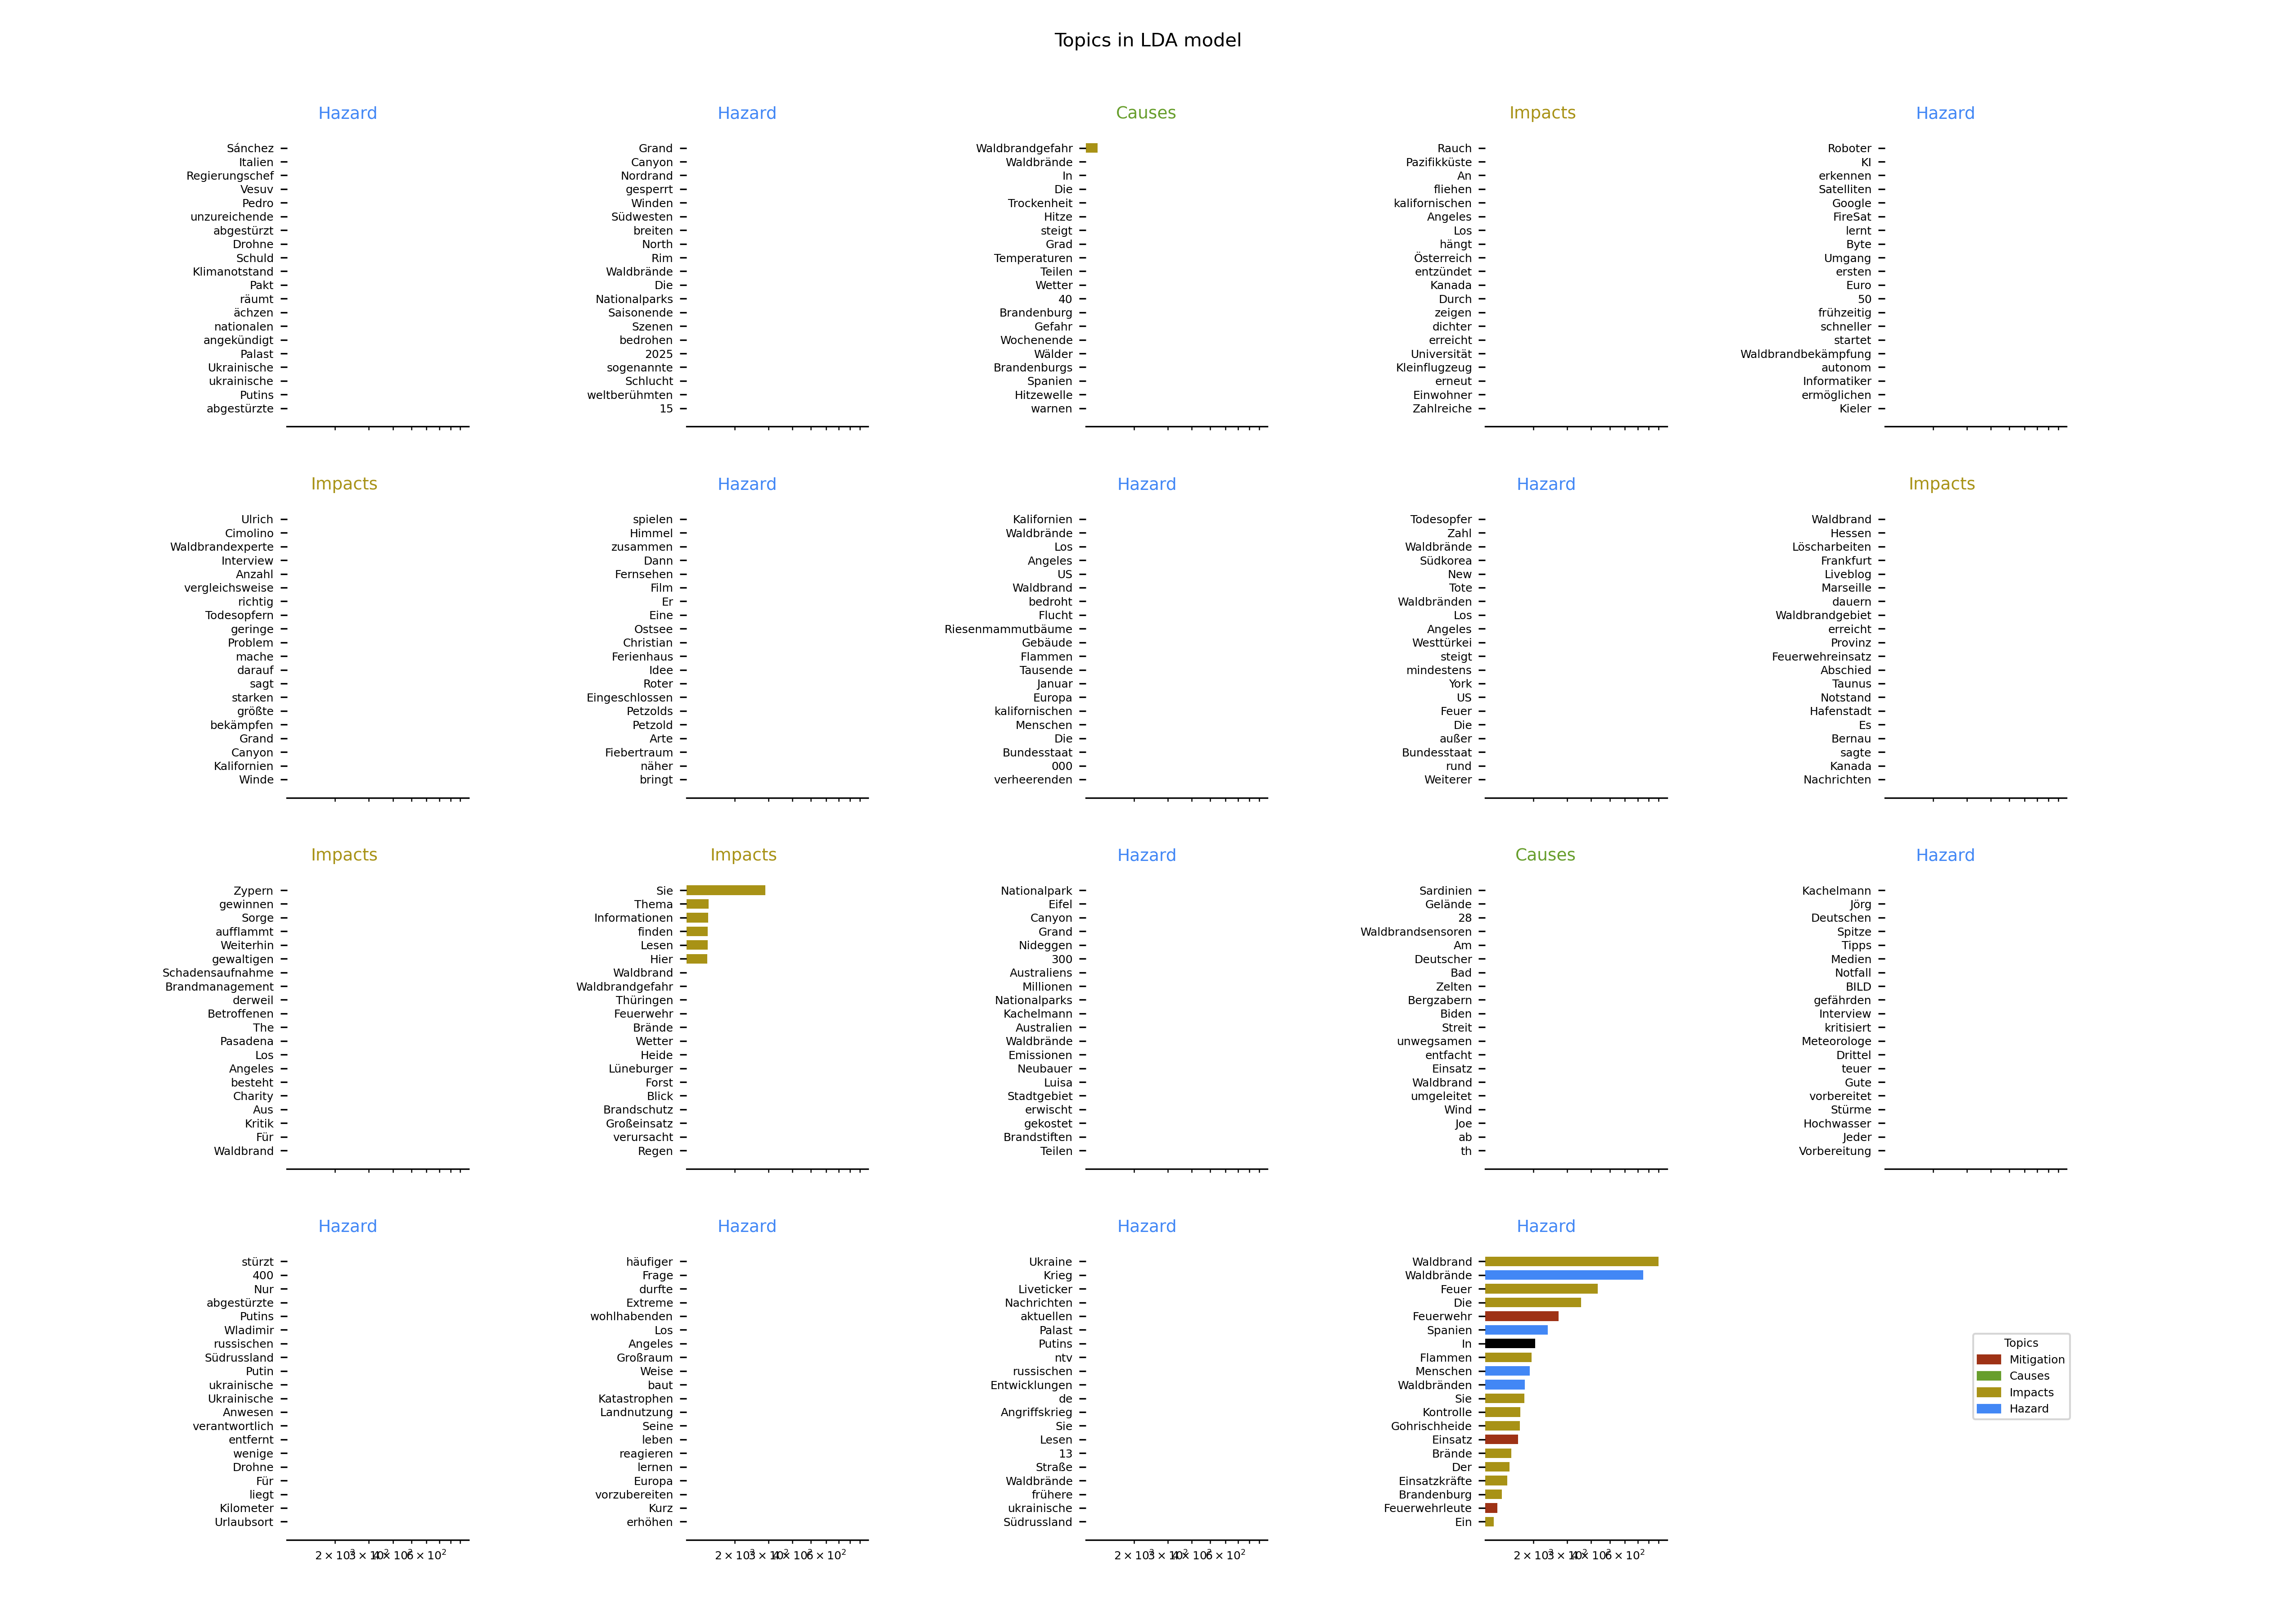 Topics in LDA model
Hazard
Sánchez
Italien
Regierungschef
Vesuv
Pedro
unzureichende
abgestürzt
Drohne
Schuld
Klimanotstand
Pakt
räumt
ächzen
nationalen
angekündigt
Palast
Ukrainische
ukrainische
Putins
abgestürzte
Hazard
Grand
Canyon
Nordrand
gesperrt
Winden
Südwesten
breiten
North
Rim
Waldbrände
Die
Nationalparks
Saisonende
Szenen
bedrohen
2025
sogenannte
Schlucht
weltberühmten
15
Causes
Waldbrandgefahr
Waldbrände
In
Die
Trockenheit
Hitze
steigt
Grad
Temperaturen
Teilen
Wetter
40
Brandenburg
Gefahr
Wochenende
Wälder
Brandenburgs
Spanien
Hitzewelle
warnen
Impacts
Rauch
Pazifikküste
An
fliehen
kalifornischen
Angeles
Los
hängt
Österreich
entzündet
Kanada
Durch
zeigen
dichter
erreicht
Universität
Kleinflugzeug
erneut
Einwohner
Zahlreiche
Hazard
Roboter
KI
erkennen
Satelliten
Google
FireSat
lernt
Byte
Umgang
ersten
Euro
50
frühzeitig
schneller
startet
Waldbrandbekämpfung
autonom
Informatiker
ermöglichen
Kieler
Impacts
Ulrich
Cimolino
Waldbrandexperte
Interview
Anzahl
vergleichsweise
richtig
Todesopfern
geringe
Problem
mache
darauf
sagt
starken
größte
bekämpfen
Grand
Canyon
Kalifornien
Winde
Hazard
spielen
Himmel
zusammen
Dann
Fernsehen
Film
Er
Eine
Ostsee
Christian
Ferienhaus
Idee
Roter
Eingeschlossen
Petzolds
Petzold
Arte
Fiebertraum
näher
bringt
Hazard
Kalifornien
Waldbrände
Los
Angeles
US
Waldbrand
bedroht
Flucht
Riesenmammutbäume
Gebäude
Flammen
Tausende
Januar
Europa
kalifornischen
Menschen
Die
Bundesstaat
000
verheerenden
Hazard
Todesopfer
Zahl
Waldbrände
Südkorea
New
Tote
Waldbränden
Los
Angeles
Westtürkei
steigt
mindestens
York
US
Feuer
Die
außer
Bundesstaat
rund
Weiterer
Impacts
Waldbrand
Hessen
Löscharbeiten
Frankfurt
Liveblog
Marseille
dauern
Waldbrandgebiet
erreicht
Provinz
Feuerwehreinsatz
Abschied
Taunus
Notstand
Hafenstadt
Es
Bernau
sagte
Kanada
Nachrichten
Impacts
Zypern
gewinnen
Sorge
aufflammt
Weiterhin
gewaltigen
Schadensaufnahme
Brandmanagement
derweil
Betroffenen
The
Pasadena
Los
Angeles
besteht
Charity
Aus
Kritik
Für
Waldbrand
Impacts
Sie
Thema
Informationen
finden
Lesen
Hier
Waldbrand
Waldbrandgefahr
Thüringen
Feuerwehr
Brände
Wetter
Heide
Lüneburger
Forst
Blick
Brandschutz
Großeinsatz
verursacht
Regen
Hazard
Nationalpark
Eifel
Canyon
Grand
Nideggen
300
Australiens
Millionen
Nationalparks
Kachelmann
Australien
Waldbrände
Emissionen
Neubauer
Luisa
Stadtgebiet
erwischt
gekostet
Brandstiften
Teilen
Causes
Sardinien
Gelände
28
Waldbrandsensoren
Am
Deutscher
Bad
Zelten
Bergzabern
Biden
Streit
unwegsamen
entfacht
Einsatz
Waldbrand
umgeleitet
Wind
Joe
ab
th
Hazard
Kachelmann
Jörg
Deutschen
Spitze
Tipps
Medien
Notfall
BILD
gefährden
Interview
kritisiert
Meteorologe
Drittel
teuer
Gute
vorbereitet
Stürme
Hochwasser
Jeder
Vorbereitung
Hazard
stürzt
400
Nur
abgestürzte
Putins
Wladimir
russischen
Südrussland
Putin
ukrainische
Ukrainische
Anwesen
verantwortlich
entfernt
wenige
Drohne
Für
liegt
Kilometer
Urlaubsort
Hazard
häufiger
Frage
durfte
Extreme
wohlhabenden
Los
Angeles
Großraum
Weise
baut
Katastrophen
Landnutzung
Seine
leben
reagieren
lernen
Europa
vorzubereiten
Kurz
erhöhen
Hazard
Ukraine
Krieg
Liveticker
Nachrichten
aktuellen
Palast
Putins
ntv
russischen
Entwicklungen
de
Angriffskrieg
Sie
Lesen
13
Straße
Waldbrände
frühere
ukrainische
Südrussland
Hazard
Waldbrand
Waldbrände
Feuer
Die
Feuerwehr
Spanien
In
Flammen
Menschen
Waldbränden
Sie
Kontrolle
Gohrischheide
Einsatz
Brände
Der
Einsatzkräfte
Brandenburg
Feuerwehrleute
Ein
Topics
Mitigation
Causes
Impacts
Hazard